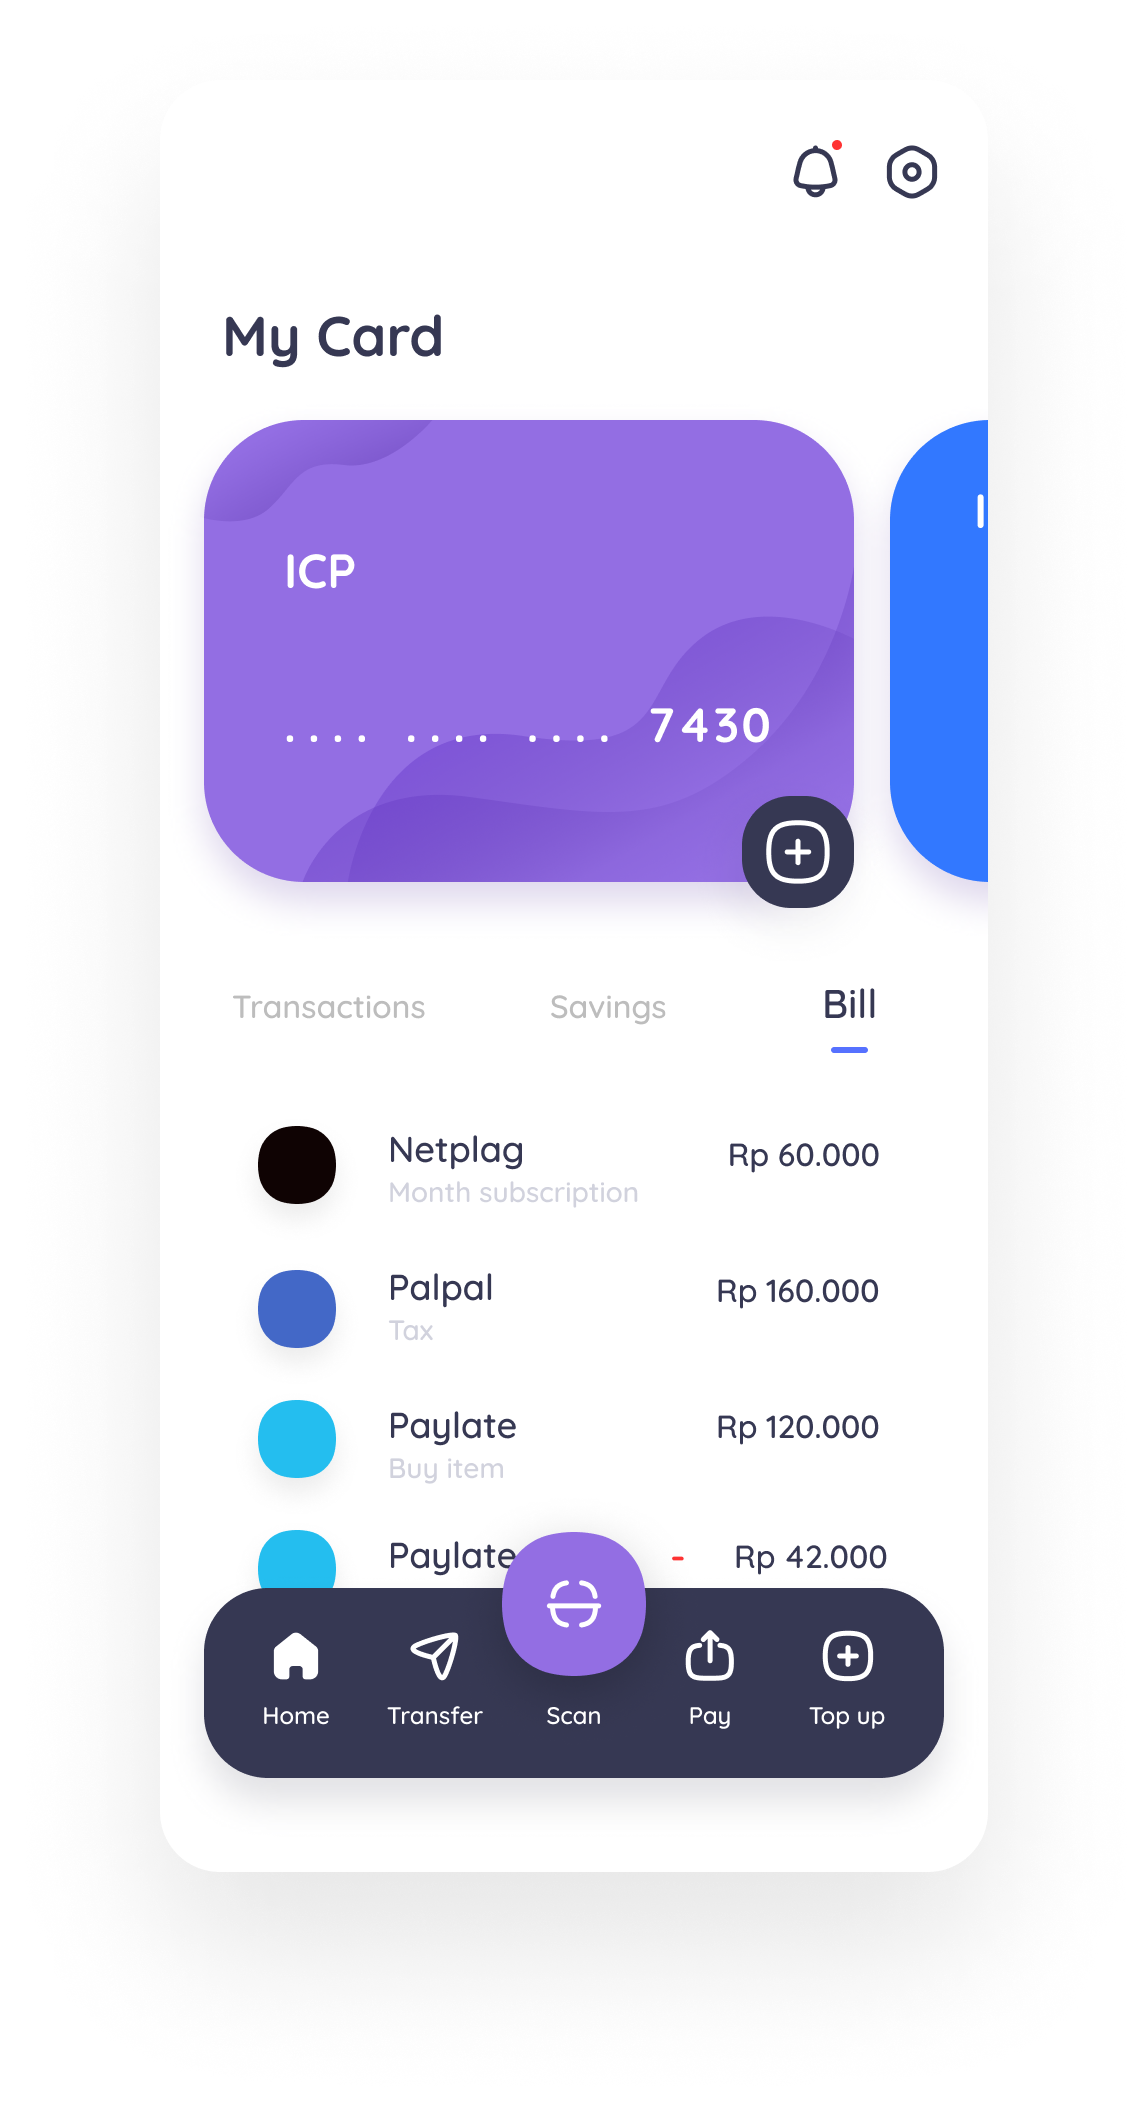 My Card
ICP
I
.... .... .... 7430
Transactions Savings Bill
Netplag Rp 60.000
Month subscription
Palpal Rp 160.000
Tax
Paylate Rp 120.000
Buy item
Paylate - Rp 42.000
Home Transfer Scan Pay Top up